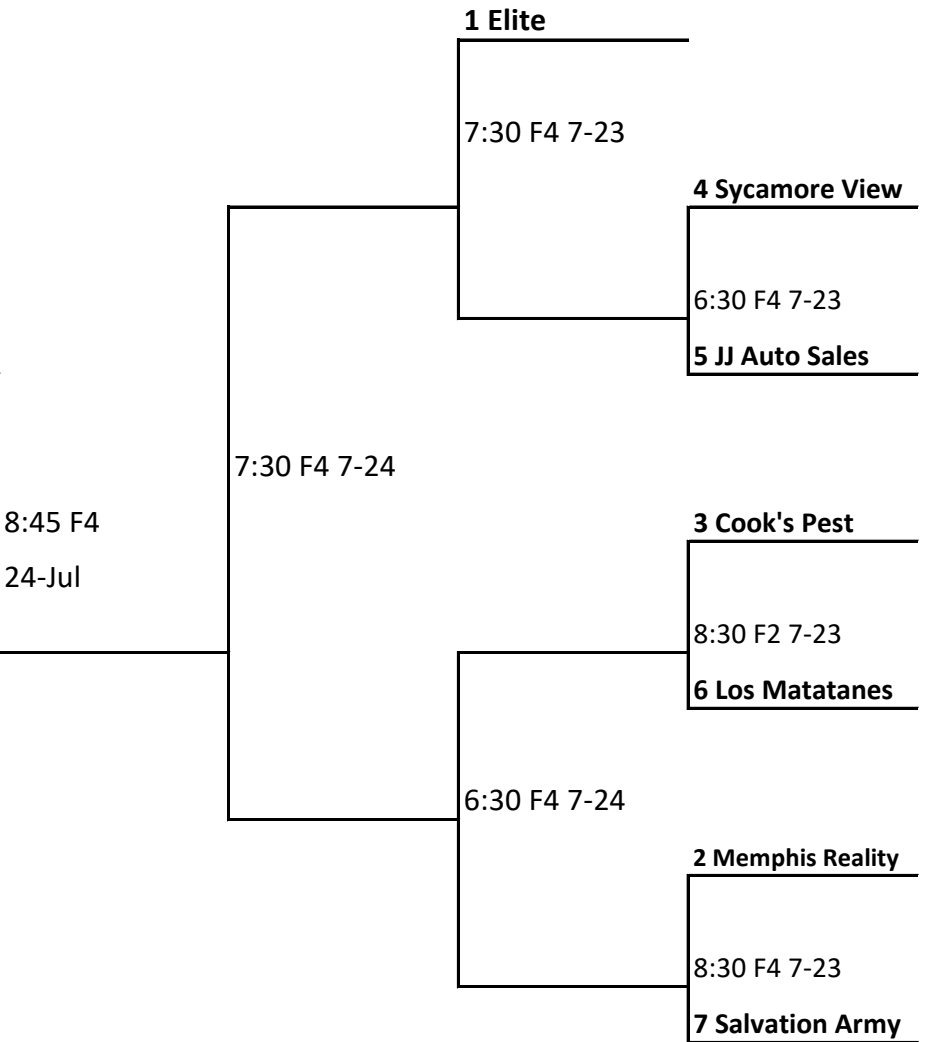 1 Elite
7:30 F4 7-23
4 Sycamore View
6:30 F4 7-23
5 JJ Auto Sales
7:30 F4 7-24
8:45 F4
24-Jul
3 Cook's Pest
8:30 F2 7-23
6 Los Matatanes
6:30 F4 7-24
2 Memphis Reality
8:30 F4 7-23
7 Salvation Army